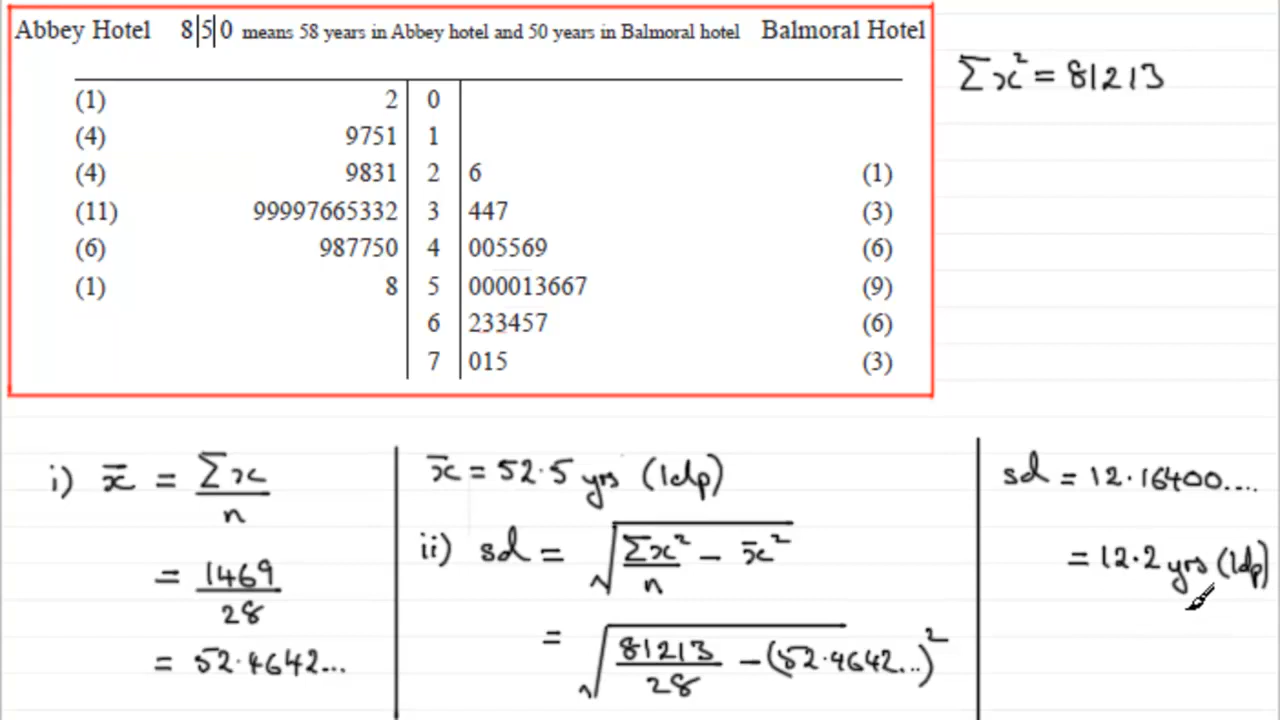 Abbey Hotel 8|5|0 means 58 years in Abbey hotel and 50 years in Balmoral hotel Balmoral Hotel
(1) 2 0
(4) 9751 1
(4) 9831 2 6 (1)
(11) 99997665332 3 447 (3)
(6) 987750 4 005569 (6)
(1) 8 5 000013667 (9)
6 233457 (6)
7 015 (3)
Σx² = 81213
i) x̄ = Σx / n
= 1469 / 28
= 52.4642...
x̄ = 52.5 yrs (1dp)
ii) sd = √(Σx² / n − x̄²)
= √(81213 / 28 − (52.4642...)²)
sd = 12.16400....
= 12.2 yrs (1dp)